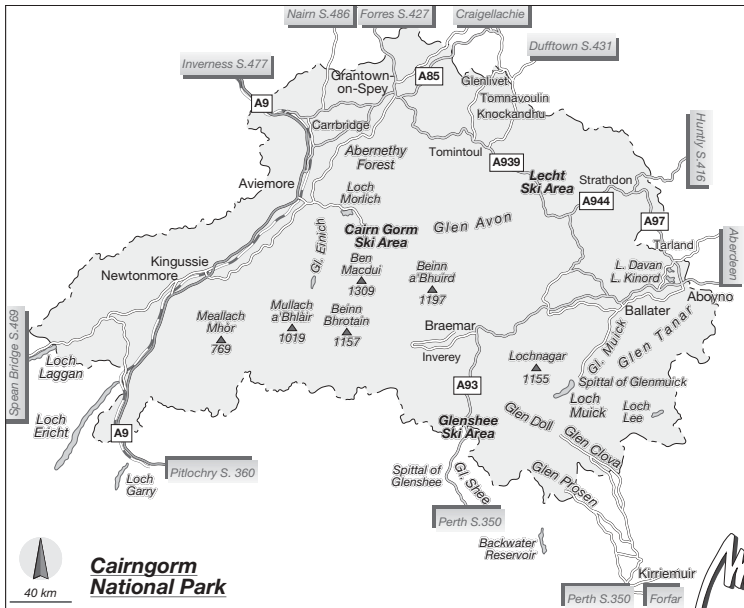 Nairn S.486
Forres S.427
Craigellachie
Dufftown S.431
Inverness S.477
Grantown-
on-Spey
A85
Glenlivet
A9
Tomnavoulin
Knockandhu
Carrbridge
Huntly S.416
Abernethy
Forest
Tomintoul
A939
Lecht
Ski Area
Strathdon
A944
Aviemore
Loch
Morlich
A97
Aberdeen
Cairn Gorm
Ski Area
Glen Avon
Tarland
Gl. Einich
Kingussie
Newtonmore
Ben
Macdui
1309
Beinn
a'Bhuird
1197
L. Davan
L. Kinord
Aboyno
Ballater
Meallach
Mhòr
769
Mullach
a'Bhlàir
1019
Beinn
Bhrotain
1157
Braemar
Inverey
Gl. Muick
Glen Tanar
Spean Bridge S.469
Loch
Laggan
Lochnagar
1155
A93
Spittal of Glenmuick
Loch
Muick
Loch
Lee
Loch
Ericht
A9
Glenshee
Ski Area
Glen Doll
Glen Clova
Pitlochry S. 360
Loch
Garry
Spittal of
Glenshee
Gl. Shee
Glen Prosen
Perth S.350
Backwater
Reservoir
40 km
Cairngorm
National Park
Kirriemuir
Perth S.350
Forfar